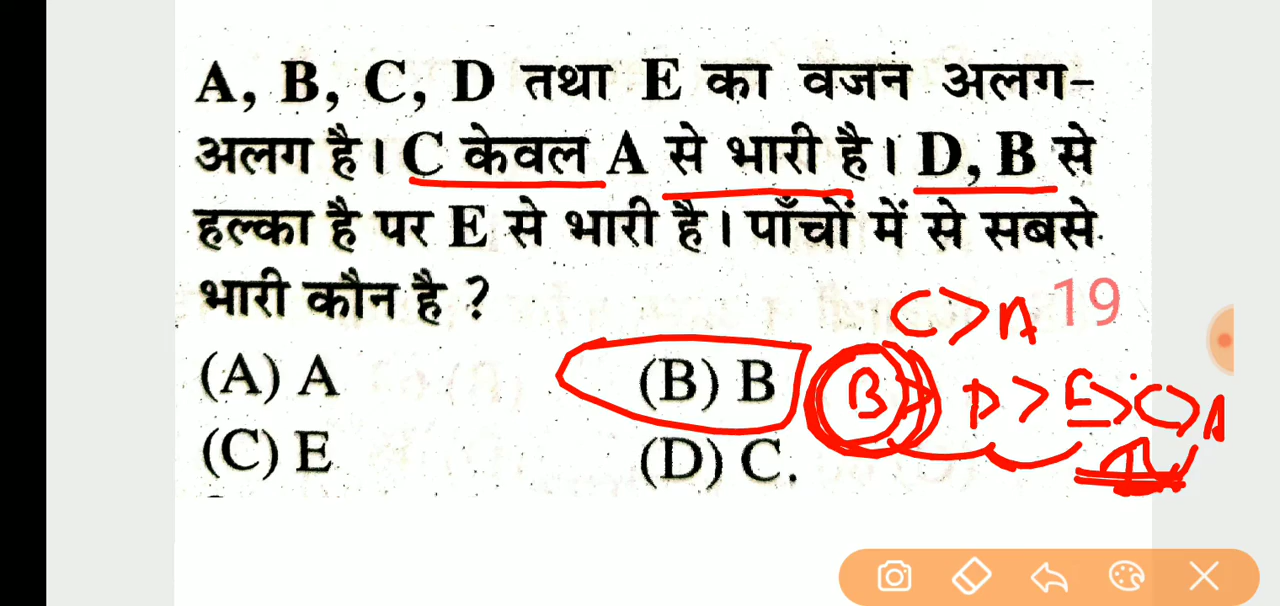 A, B, C, D तथा E का वजन अलग-
अलग है। C केवल A से भारी है। D, B से
हल्का है पर E से भारी है। पाँचों में से सबसे
भारी कौन है ?
19
C > A
(A) A (B) B
B > D > E > C > A
(C) E (D) C.